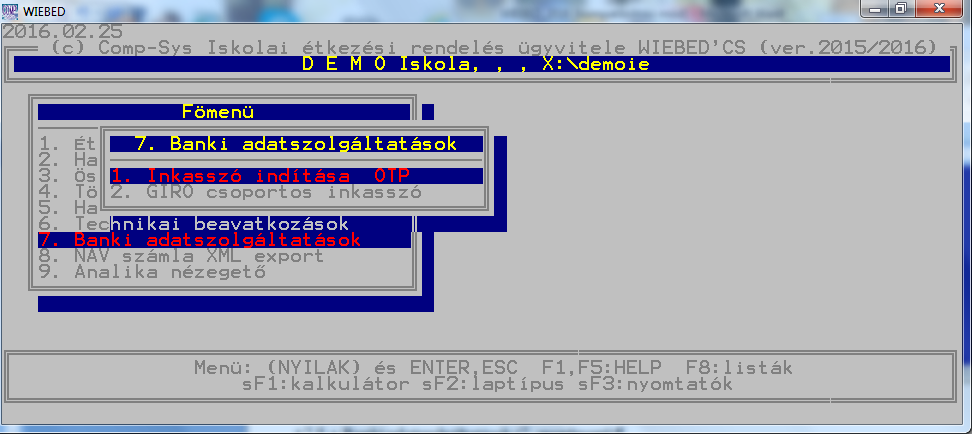 WIEBED
2016.02.25
(c) Comp-Sys Iskolai étkezési rendelés ügyvitele WIEBED'CS (ver.2015/2016)
D E M O Iskola, , , X:\demoie
Fömenü
7. Banki adatszolgáltatások
1. Ét
2. Ha
3. Ös
1. Inkasszó indítása OTP
4. Tö
2. GIRO csoportos inkasszó
5. Ha
6. Technikai beavatkozások
7. Banki adatszolgáltatások
8. NAV számla XML export
9. Analika nézegető
Menü: (NYILAK) és ENTER,ESC F1,F5:HELP F8:listák
sF1:kalkulátor sF2:laptípus sF3:nyomtatók